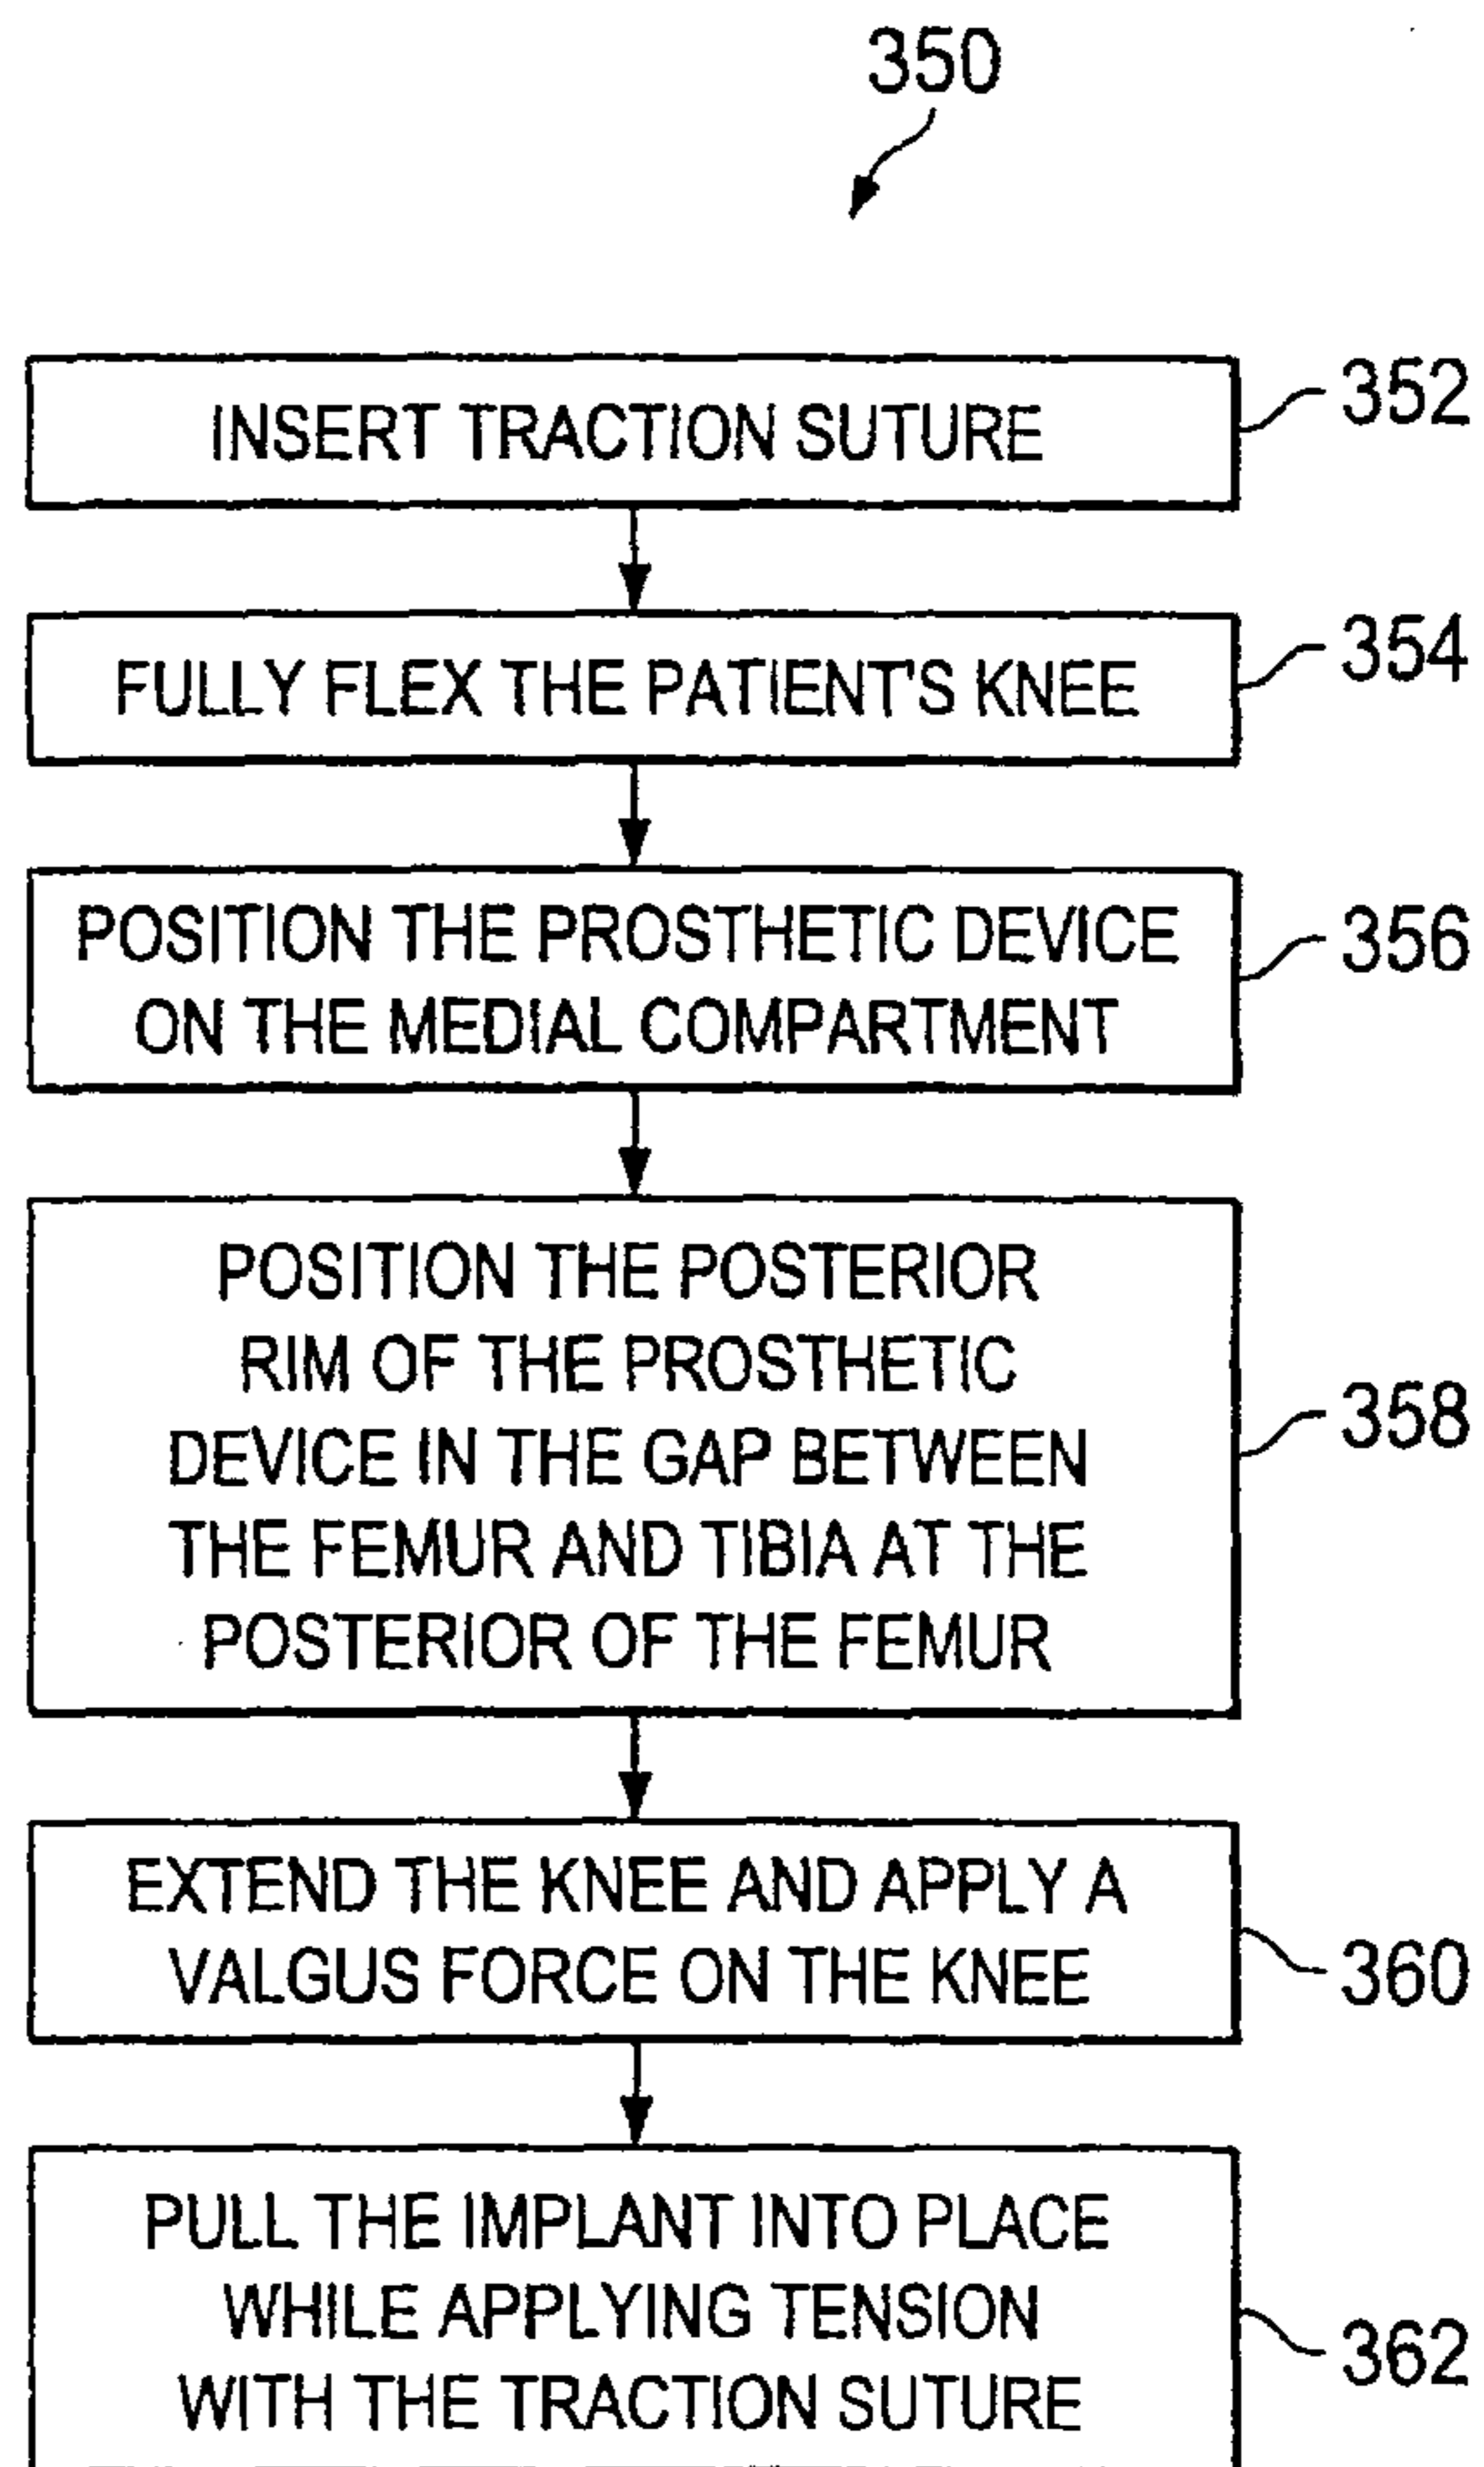 350
INSERT TRACTION SUTURE
352
FULLY FLEX THE PATIENT'S KNEE
354
POSITION THE PROSTHETIC DEVICE
ON THE MEDIAL COMPARTMENT
356
POSITION THE POSTERIOR
RIM OF THE PROSTHETIC
DEVICE IN THE GAP BETWEEN
THE FEMUR AND TIBIA AT THE
POSTERIOR OF THE FEMUR
358
EXTEND THE KNEE AND APPLY A
VALGUS FORCE ON THE KNEE
360
PULL THE IMPLANT INTO PLACE
WHILE APPLYING TENSION
WITH THE TRACTION SUTURE
362